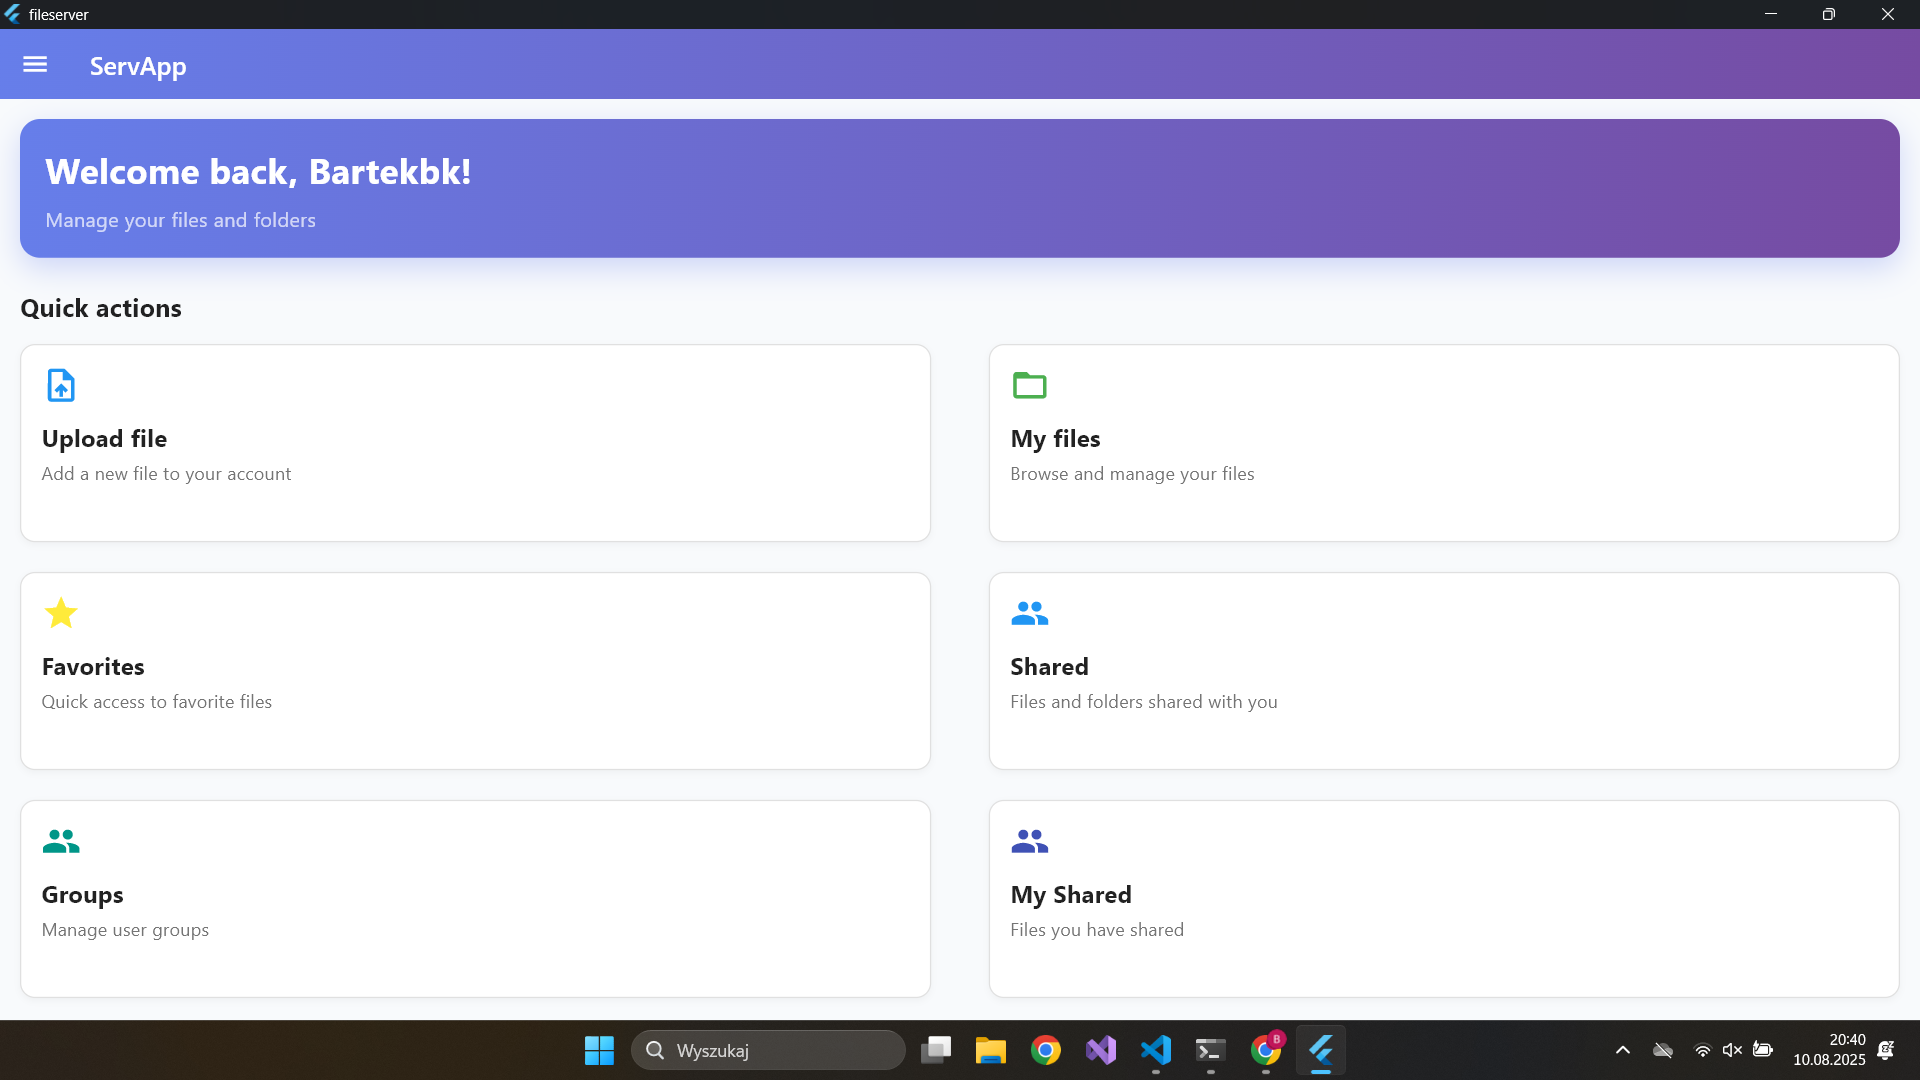 fileserver
ServApp
Welcome back, Bartekbk!
Manage your files and folders
Quick actions
Upload file
Add a new file to your account
My files
Browse and manage your files
Favorites
Quick access to favorite files
Shared
Files and folders shared with you
Groups
Manage user groups
My Shared
Files you have shared
Wyszukaj
B
20:40
10.08.2025